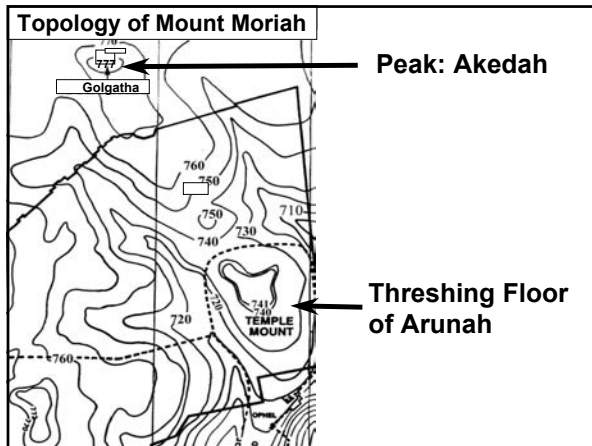 Topology of Mount Moriah
770
777
Golgatha
Peak: Akedah
760
750
750
740
730
710
720
741
740
TEMPLE
MOUNT
Threshing Floor
of Arunah
720
760
OPHEL